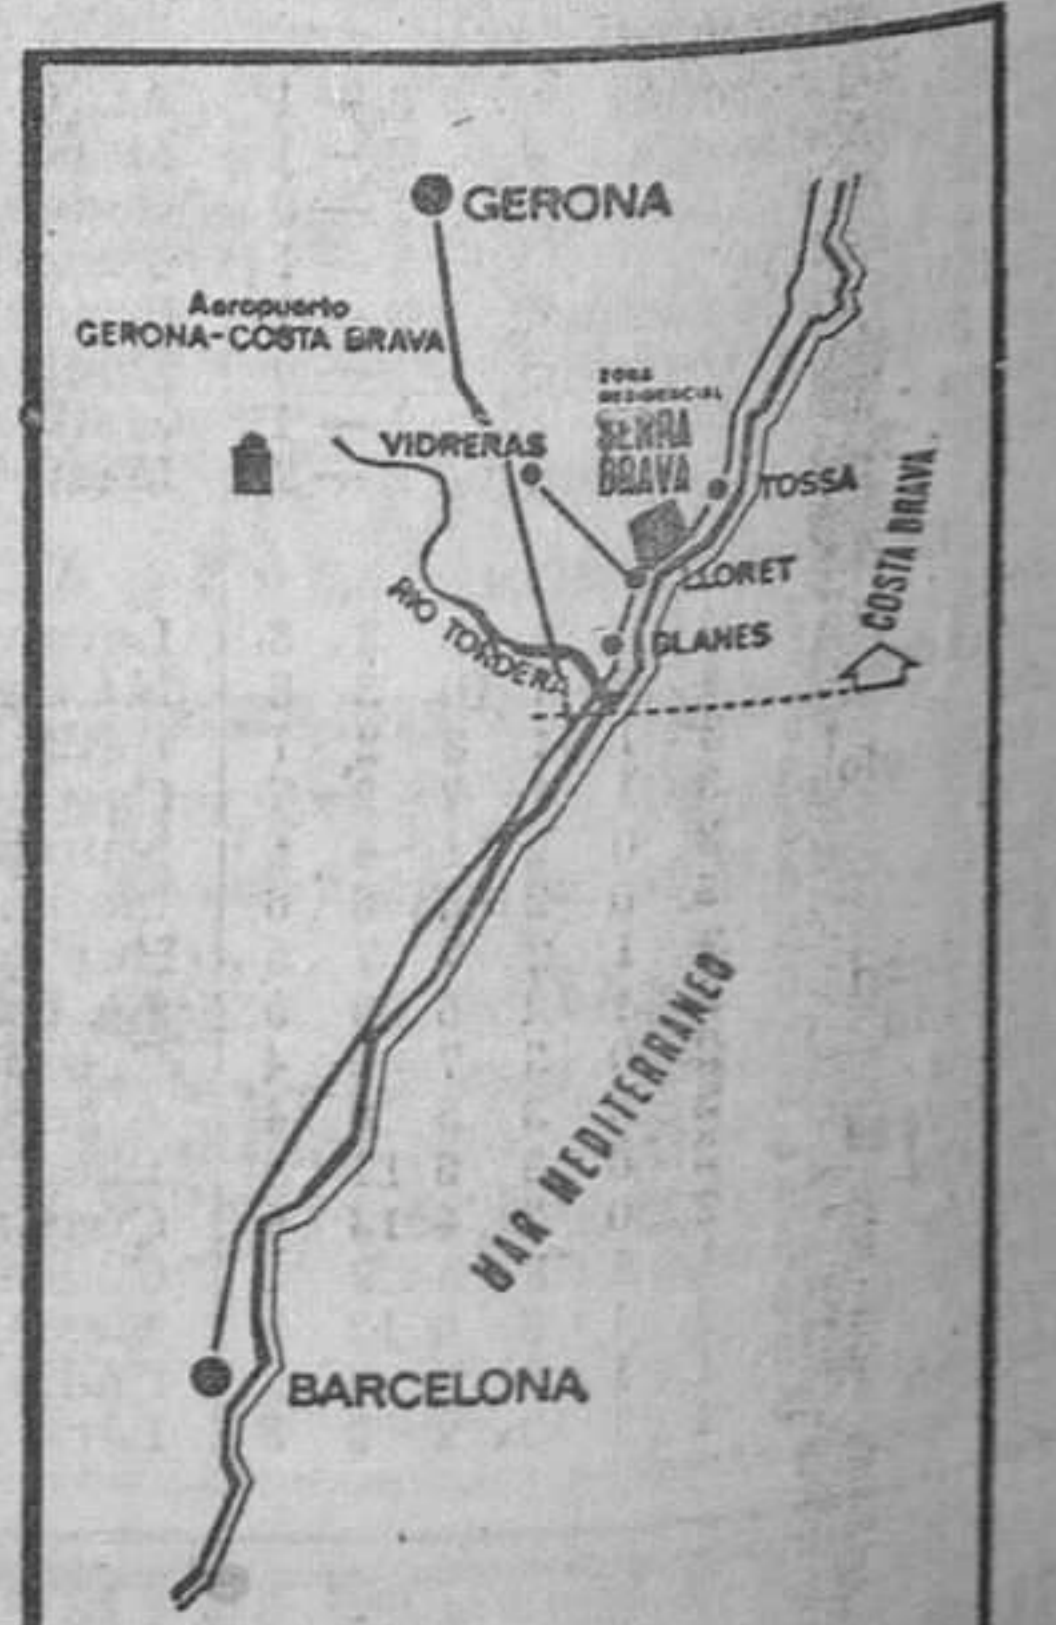 GERONA
Aeropuerto
GERONA-COSTA BRAVA
ZONA
RESIDENCIAL
SERRA
BRAVA
VIDRERAS
TOSSA
COSTA BRAVA
LLORET
RIO TORDERA
BLANES
MAR MEDITERRANEO
BARCELONA